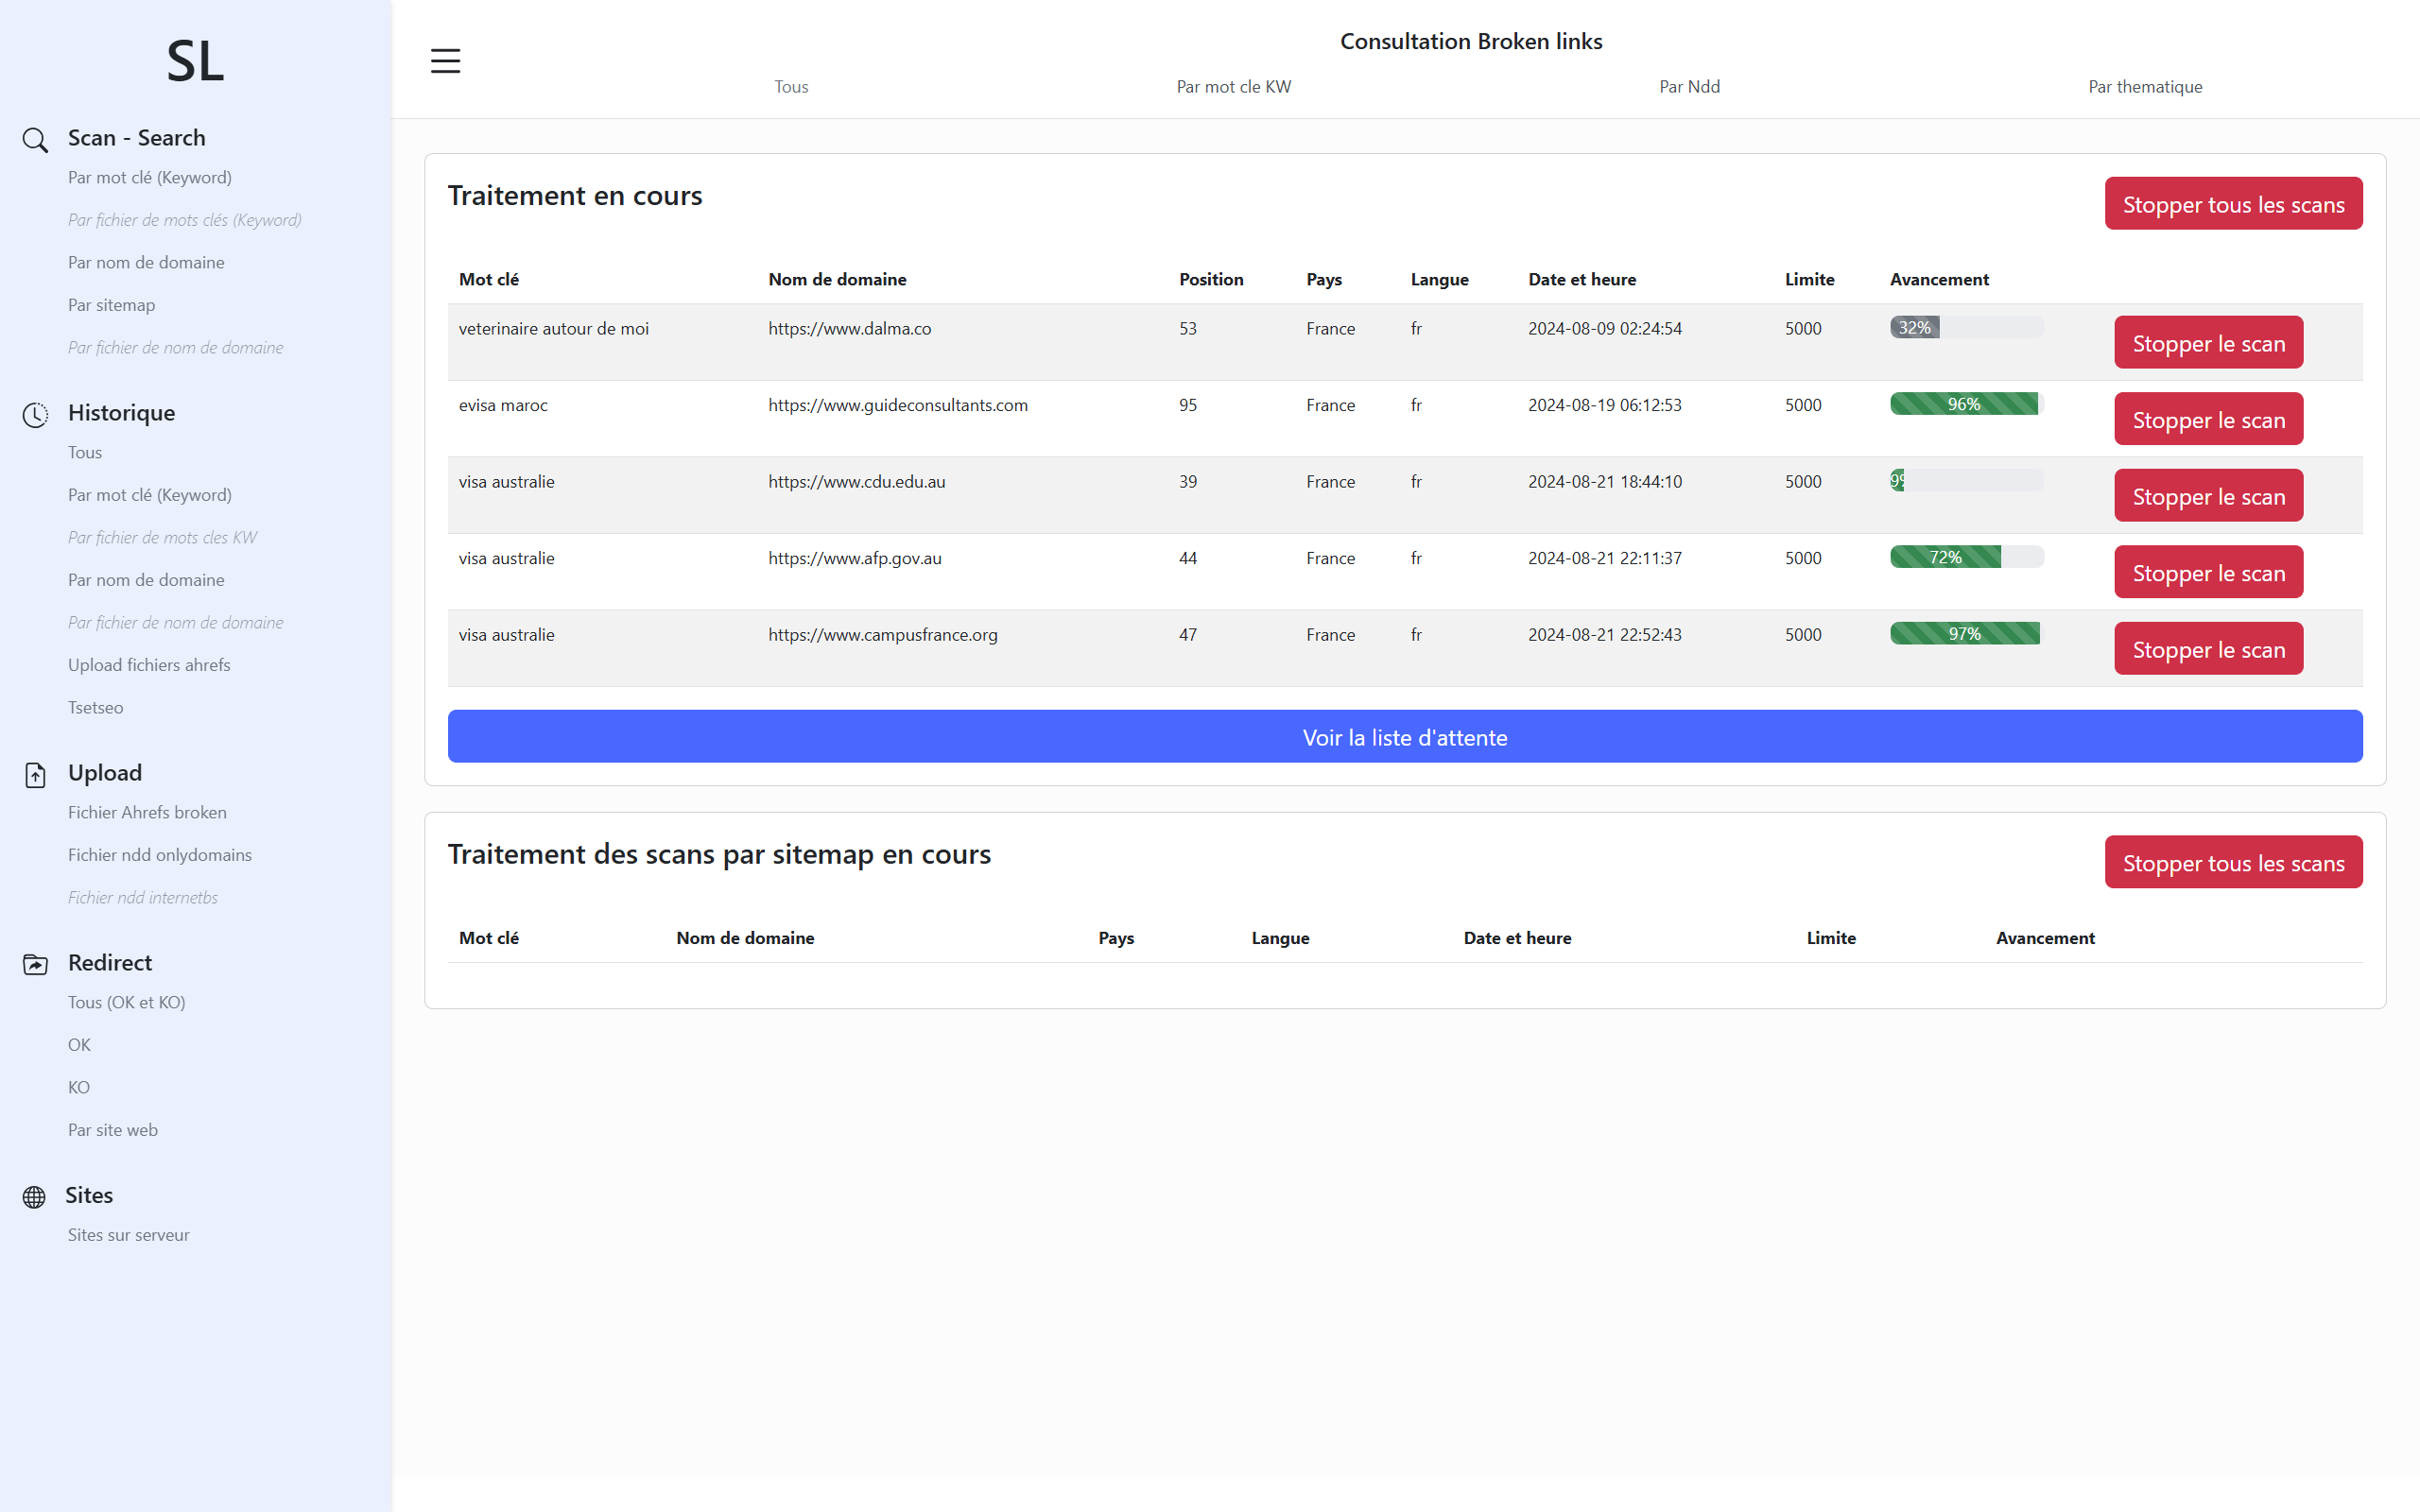 SL
Scan - Search
Par mot clé (Keyword)
Par fichier de mots clés (Keyword)
Par nom de domaine
Par sitemap
Par fichier de nom de domaine
Historique
Tous
Par mot clé (Keyword)
Par fichier de mots cles KW
Par nom de domaine
Par fichier de nom de domaine
Upload fichiers ahrefs
Tsetseo
Upload
Fichier Ahrefs broken
Fichier ndd onlydomains
Fichier ndd internetbs
Redirect
Tous (OK et KO)
OK
KO
Par site web
Sites
Sites sur serveur
Consultation Broken links
Tous Par mot cle KW Par Ndd Par thematique
Traitement en cours Stopper tous les scans
Mot clé Nom de domaine Position Pays Langue Date et heure Limite Avancement
veterinaire autour de moi https://www.dalma.co 53 France fr 2024-08-09 02:24:54 5000 32% Stopper le scan
evisa maroc https://www.guideconsultants.com 95 France fr 2024-08-19 06:12:53 5000 96% Stopper le scan
visa australie https://www.cdu.edu.au 39 France fr 2024-08-21 18:44:10 5000 9% Stopper le scan
visa australie https://www.afp.gov.au 44 France fr 2024-08-21 22:11:37 5000 72% Stopper le scan
visa australie https://www.campusfrance.org 47 France fr 2024-08-21 22:52:43 5000 97% Stopper le scan
Voir la liste d'attente
Traitement des scans par sitemap en cours Stopper tous les scans
Mot clé Nom de domaine Pays Langue Date et heure Limite Avancement